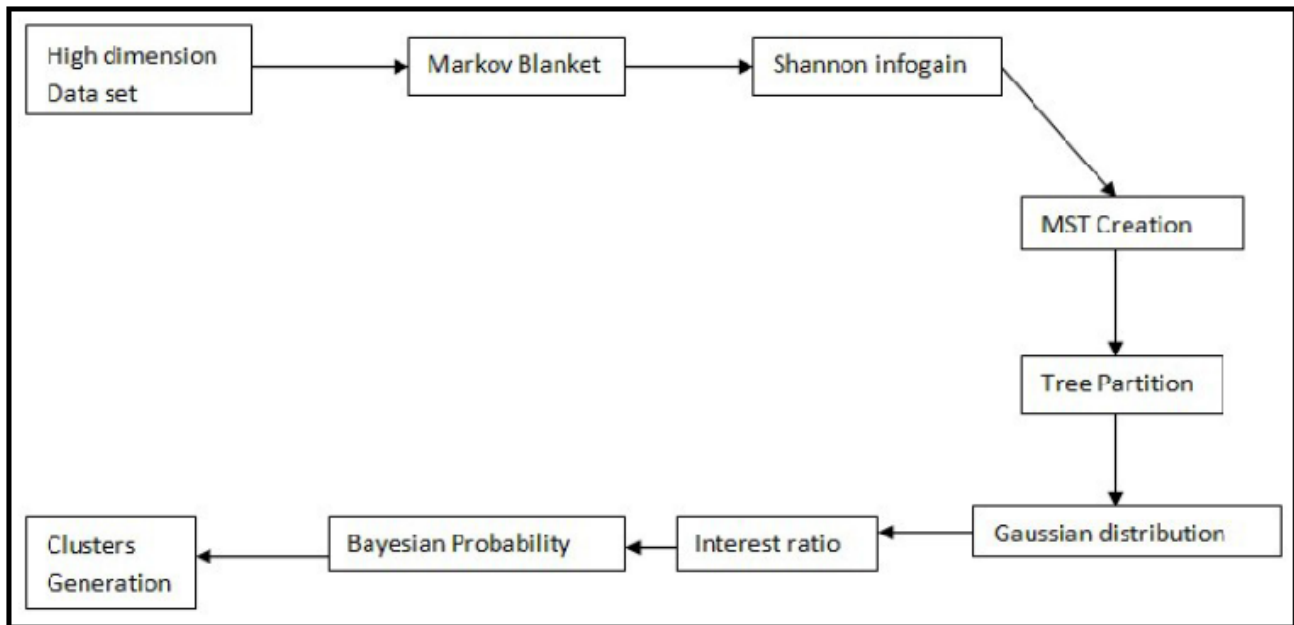 High dimension
Data set
Markov Blanket
Shannon infogain
MST Creation
Tree Partition
Gaussian distribution
Interest ratio
Bayesian Probability
Clusters
Generation